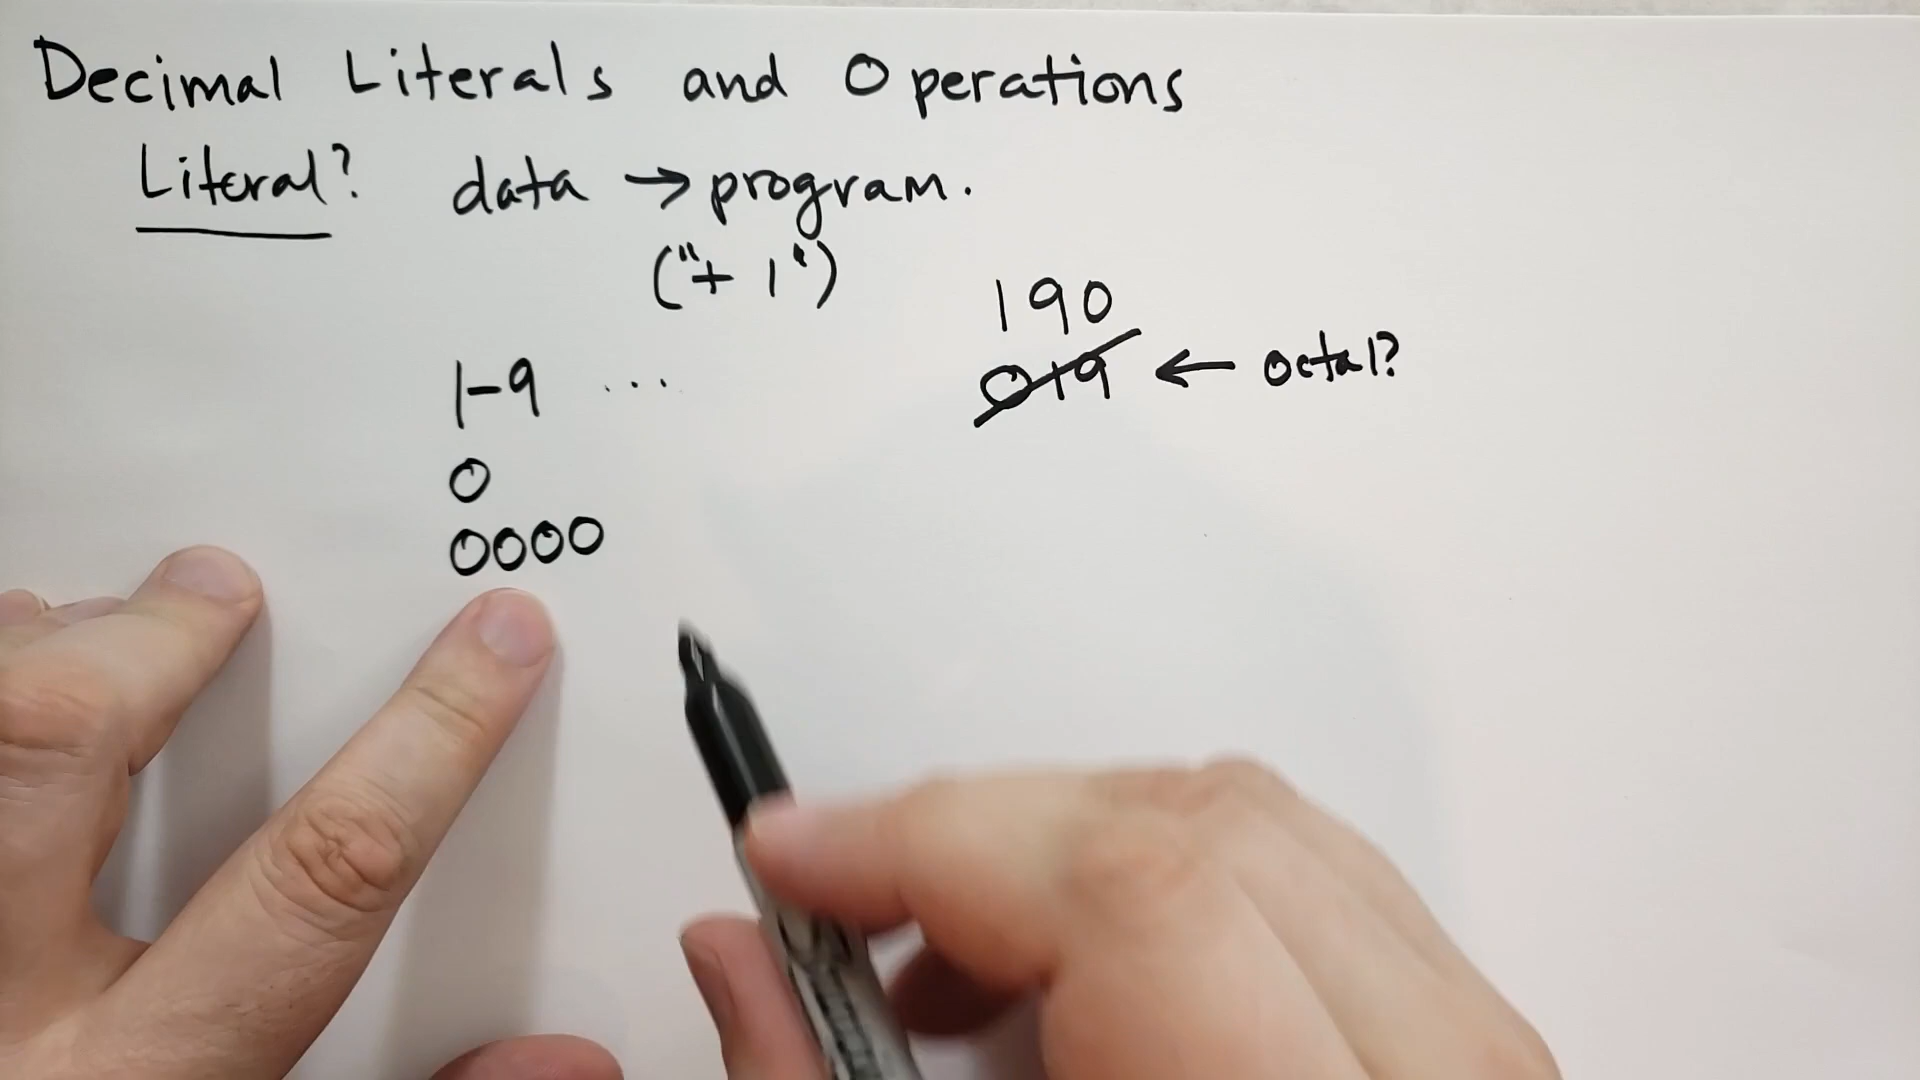 Decimal Literals and Operations
Literal? data → program.
("+ 1")
190
1-9 ...
019 ← octal?
0
0000